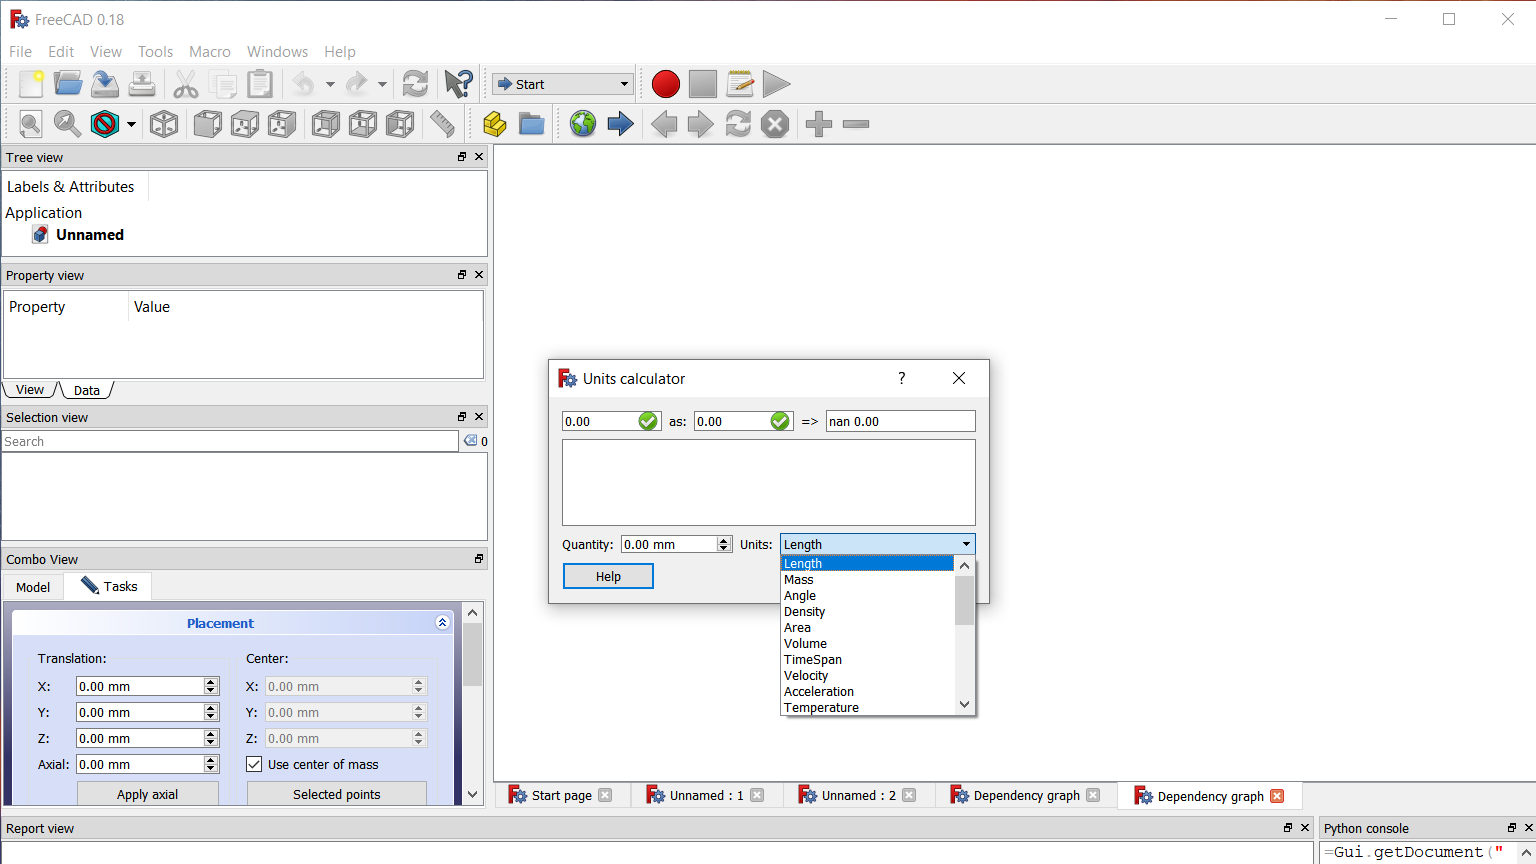 FreeCAD 0.18
File Edit View Tools Macro Windows Help
Start
Tree view
Labels & Attributes
Application
Unnamed
Property view
Property Value
View Data
Selection view
Search 0
Combo View
Model Tasks
Placement
Translation: Center:
X: 0.00 mm X: 0.00 mm
Y: 0.00 mm Y: 0.00 mm
Z: 0.00 mm Z: 0.00 mm
Axial: 0.00 mm Use center of mass
Apply axial Selected points
Units calculator ?
0.00 as: 0.00 => nan 0.00
Quantity: 0.00 mm Units: Length
Help
Length
Mass
Angle
Density
Area
Volume
TimeSpan
Velocity
Acceleration
Temperature
Start page Unnamed : 1 Unnamed : 2 Dependency graph Dependency graph
Report view
Python console
=Gui.getDocument("